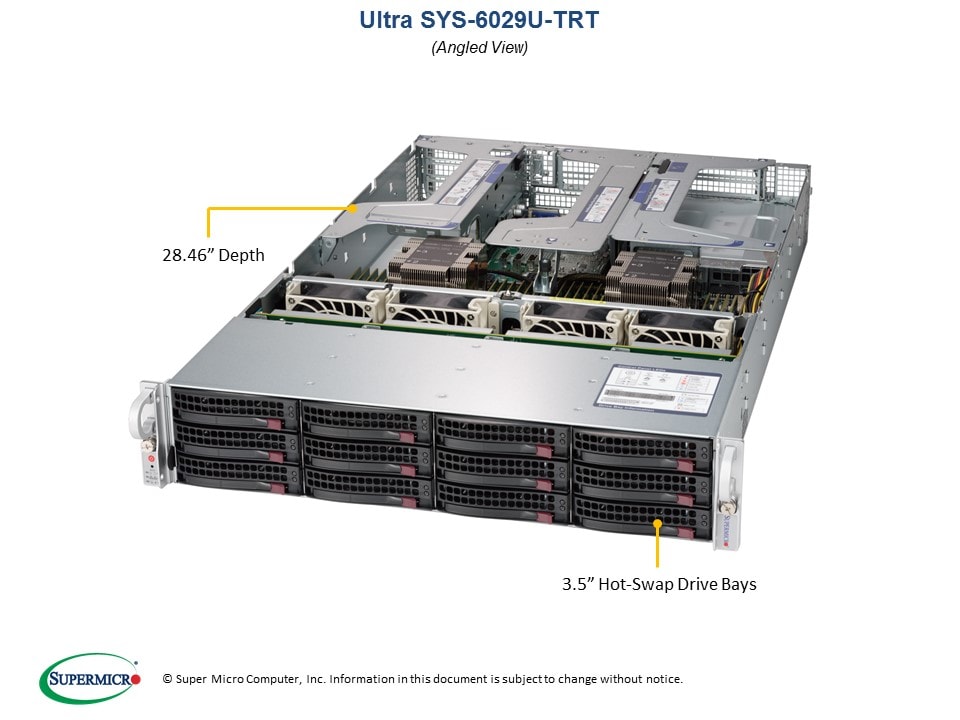 Ultra SYS-6029U-TRT
(Angled View)
28.46” Depth
3.5” Hot-Swap Drive Bays
SUPERMICRO
SUPERMICRO
© Super Micro Computer, Inc. Information in this document is subject to change without notice.